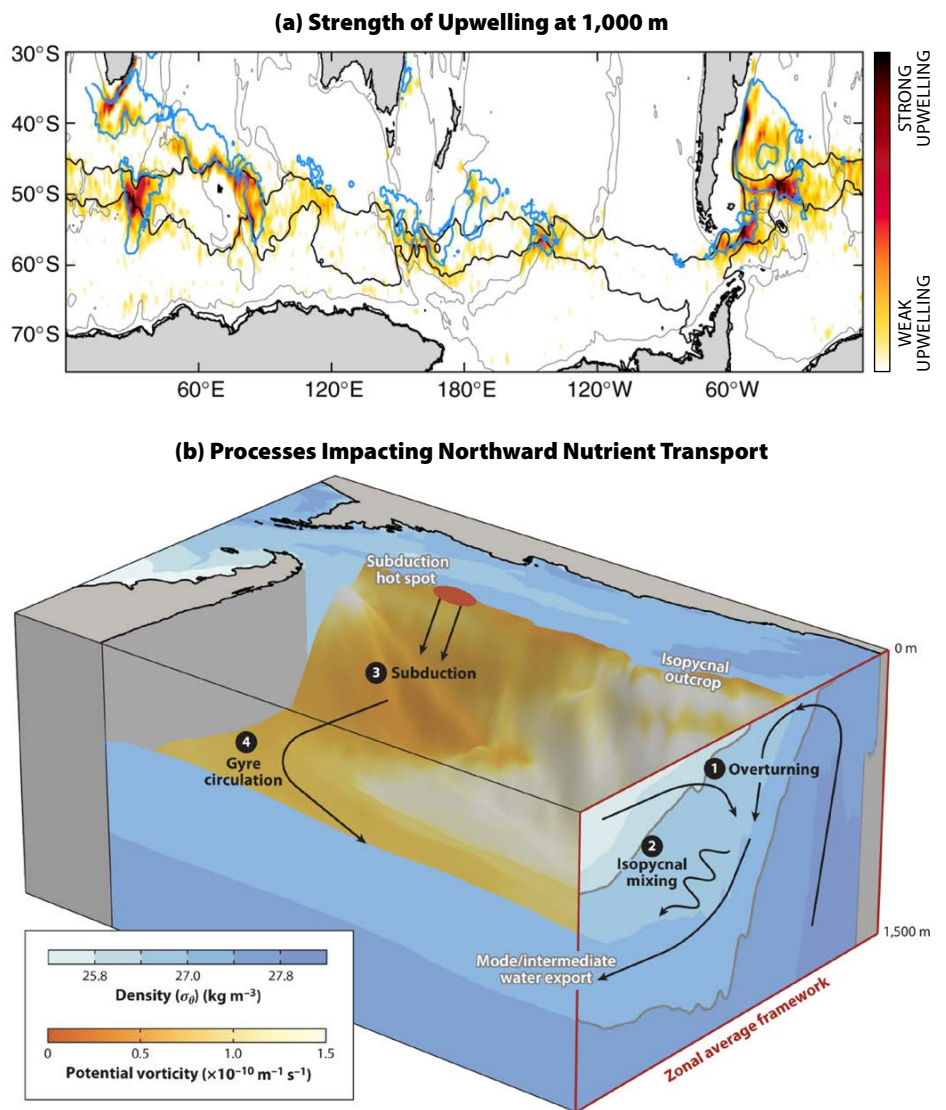 (a) Strength of Upwelling at 1,000 m
30°S
40°S
50°S
60°S
70°S
60°E
120°E
180°E
120°W
60°W
STRONG
UPWELLING
WEAK
UPWELLING
(b) Processes Impacting Northward Nutrient Transport
Subduction
hot spot
0 m
3 Subduction
Isopycnal
outcrop
4
Gyre
circulation
1 Overturning
2
Isopycnal
mixing
1,500 m
Mode/intermediate
water export
Zonal average framework
25.8 27.0 27.8
Density (σθ) (kg m⁻³)
0 0.5 1.0 1.5
Potential vorticity (×10⁻¹⁰ m⁻¹ s⁻¹)